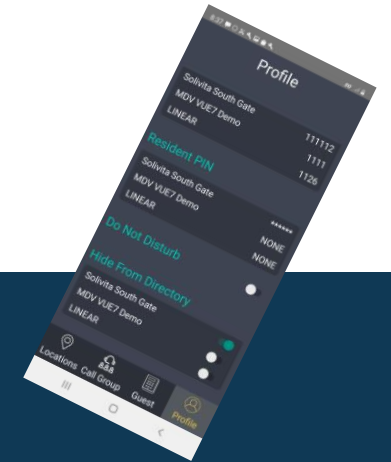 8:37
Profile
Solivita South Gate 111112
MDV VUE7 Demo 1111
LINEAR 1126
Resident PIN
Solivita South Gate ••••••
MDV VUE7 Demo NONE
LINEAR NONE
Do Not Disturb
Hide From Directory
Solivita South Gate
MDV VUE7 Demo
LINEAR
Locations Call Group Guest Profile